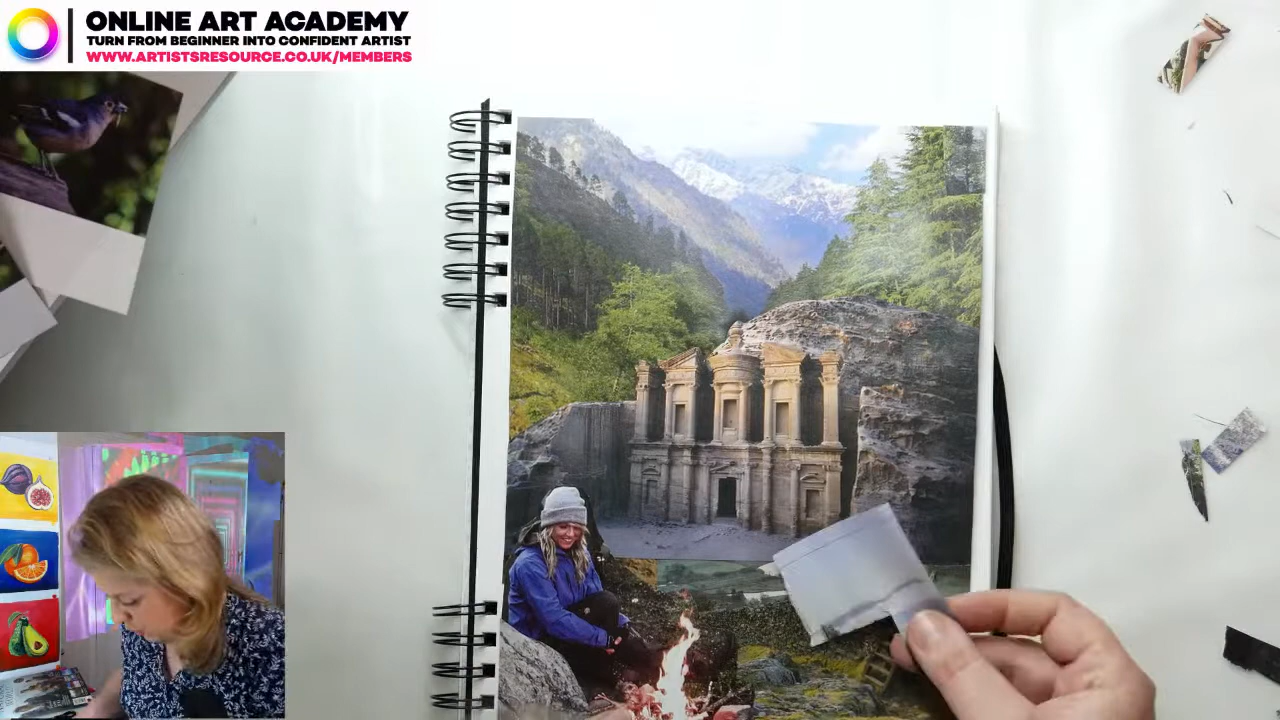 ONLINE ART ACADEMY
TURN FROM BEGINNER INTO CONFIDENT ARTIST
WWW.ARTISTSRESOURCE.CO.UK/MEMBERS